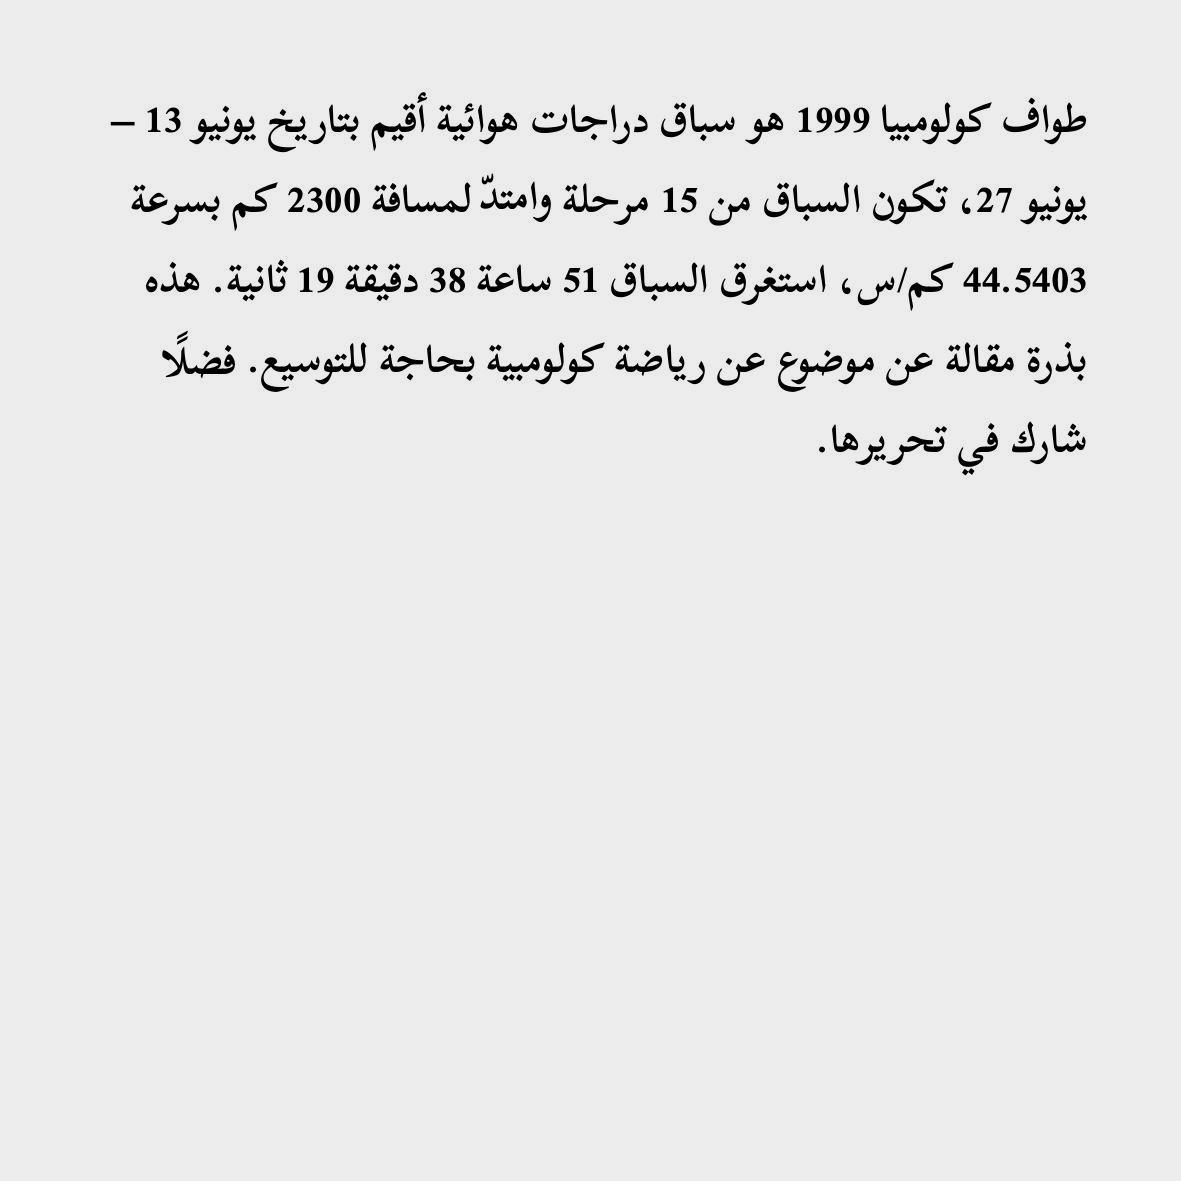 طواف كولومبيا 1999 هو سباق دراجات هوائية أقيم بتاريخ يونيو 13 –
يونيو 27، تكون السباق من 15 مرحلة وامتدّ لمسافة 2300 كم بسرعة
44.5403 كم/س، استغرق السباق 51 ساعة 38 دقيقة 19 ثانية. هذه
بذرة مقالة عن موضوع عن رياضة كولومبية بحاجة للتوسيع. فضلًا
شارك في تحريرها.